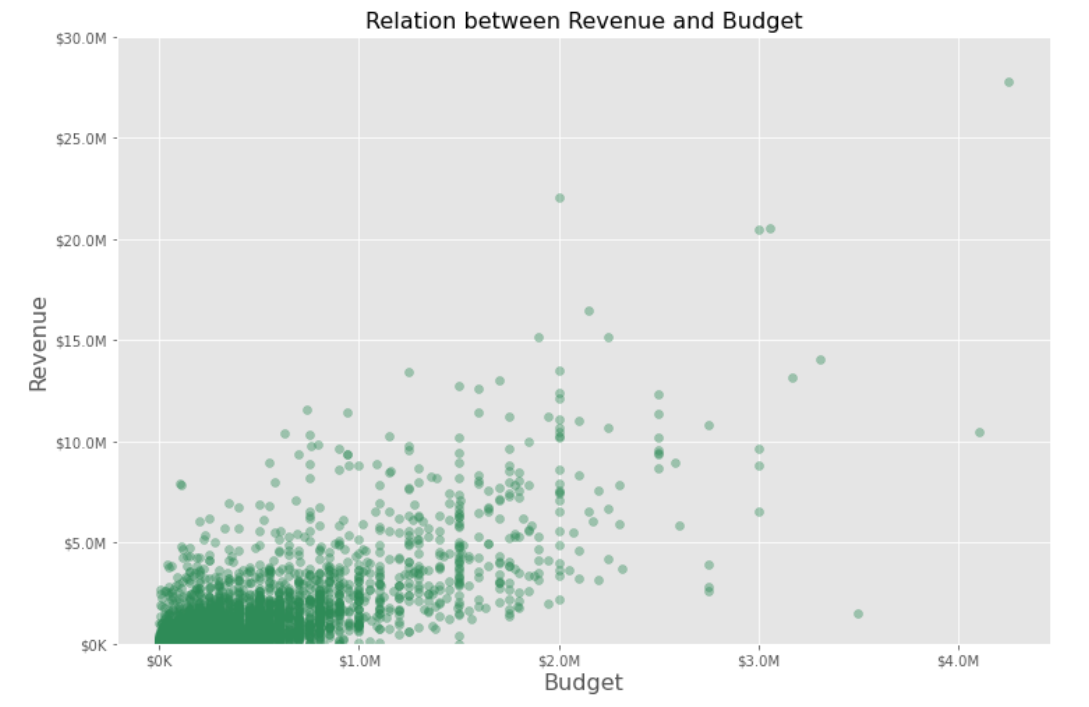 Relation between Revenue and Budget
$30.0M
$25.0M
$20.0M
$15.0M
$10.0M
$5.0M
$0K
Revenue
$0K $1.0M $2.0M $3.0M $4.0M
Budget